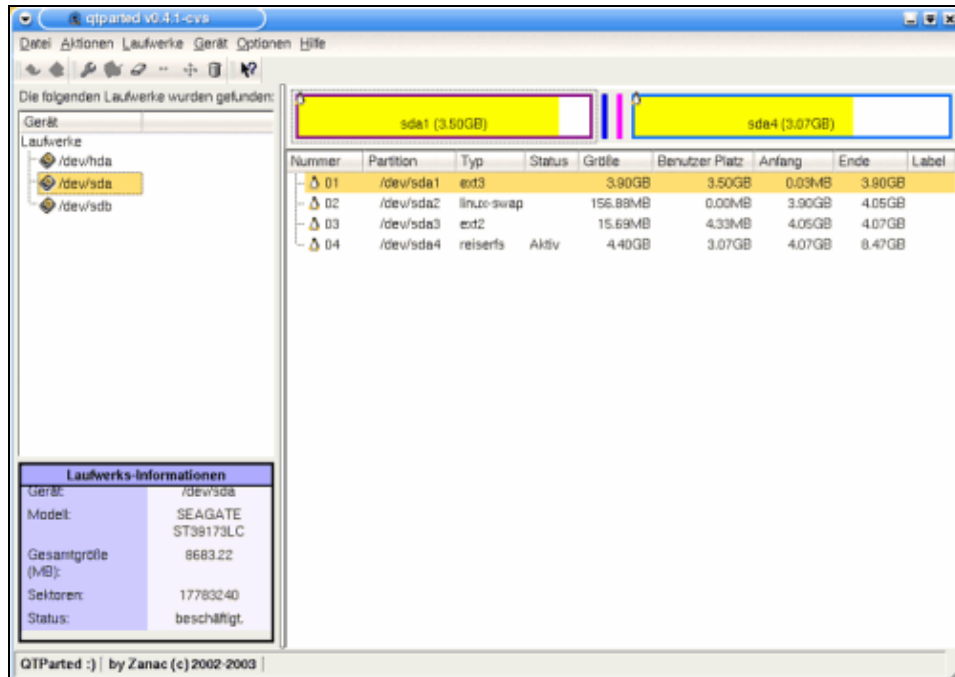 qtparted v0.4.1-cvs
Datei Aktionen Laufwerke Gerät Optionen Hilfe
Die folgenden Laufwerke wurden gefunden:
Gerät
Laufwerke
/dev/hda
/dev/sda
/dev/sdb
sda1 (3.50GB)
sda4 (3.07GB)
Nummer Partition Typ Status Größe Benutzer Platz Anfang Ende Label
01 /dev/sda1 ext3 3.90GB 3.50GB 0.03MB 3.90GB
02 /dev/sda2 linux-swap 156.88MB 0.00MB 3.90GB 4.05GB
03 /dev/sda3 ext2 15.69MB 4.33MB 4.05GB 4.07GB
04 /dev/sda4 reiserfs Aktiv 4.40GB 3.07GB 4.07GB 8.47GB
Laufwerks-Informationen
Gerät: /dev/sda
Modell: SEAGATE
ST39173LC
Gesamtgröße 8683.22
(MB):
Sektoren: 17783240
Status: beschäftigt.
QTParted :) by Zanac (c) 2002-2003